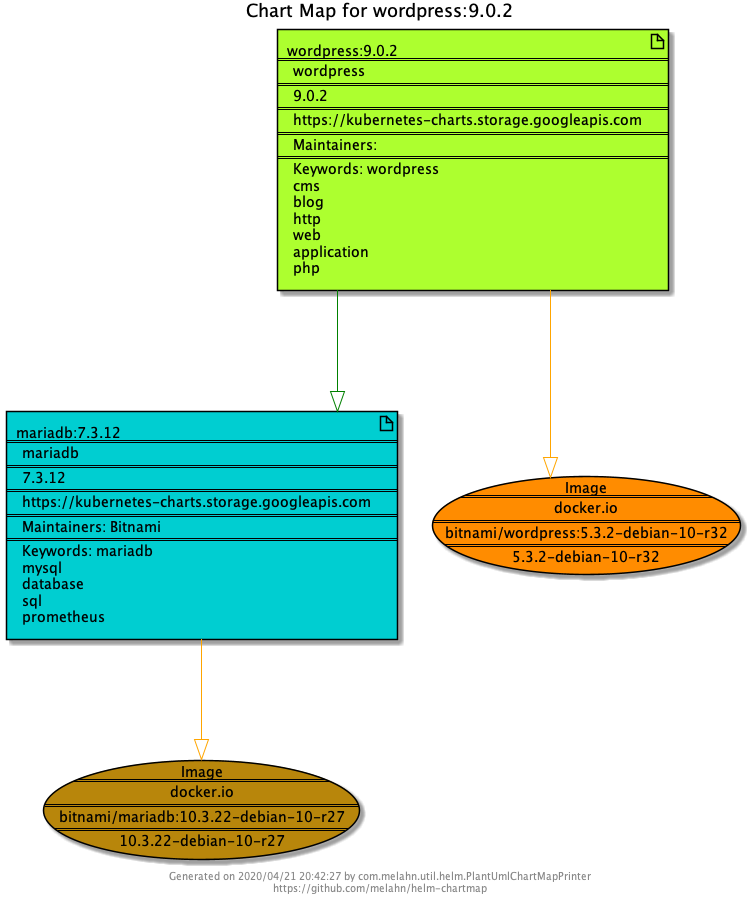 Chart Map for wordpress:9.0.2
wordpress:9.0.2
wordpress
9.0.2
https://kubernetes-charts.storage.googleapis.com
Maintainers:
Keywords: wordpress
cms
blog
http
web
application
php
mariadb:7.3.12
mariadb
7.3.12
https://kubernetes-charts.storage.googleapis.com
Maintainers: Bitnami
Keywords: mariadb
mysql
database
sql
prometheus
Image
docker.io
bitnami/wordpress:5.3.2-debian-10-r32
5.3.2-debian-10-r32
Image
docker.io
bitnami/mariadb:10.3.22-debian-10-r27
10.3.22-debian-10-r27
Generated on 2020/04/21 20:42:27 by com.melahn.util.helm.PlantUmlChartMapPrinter
https://github.com/melahn/helm-chartmap